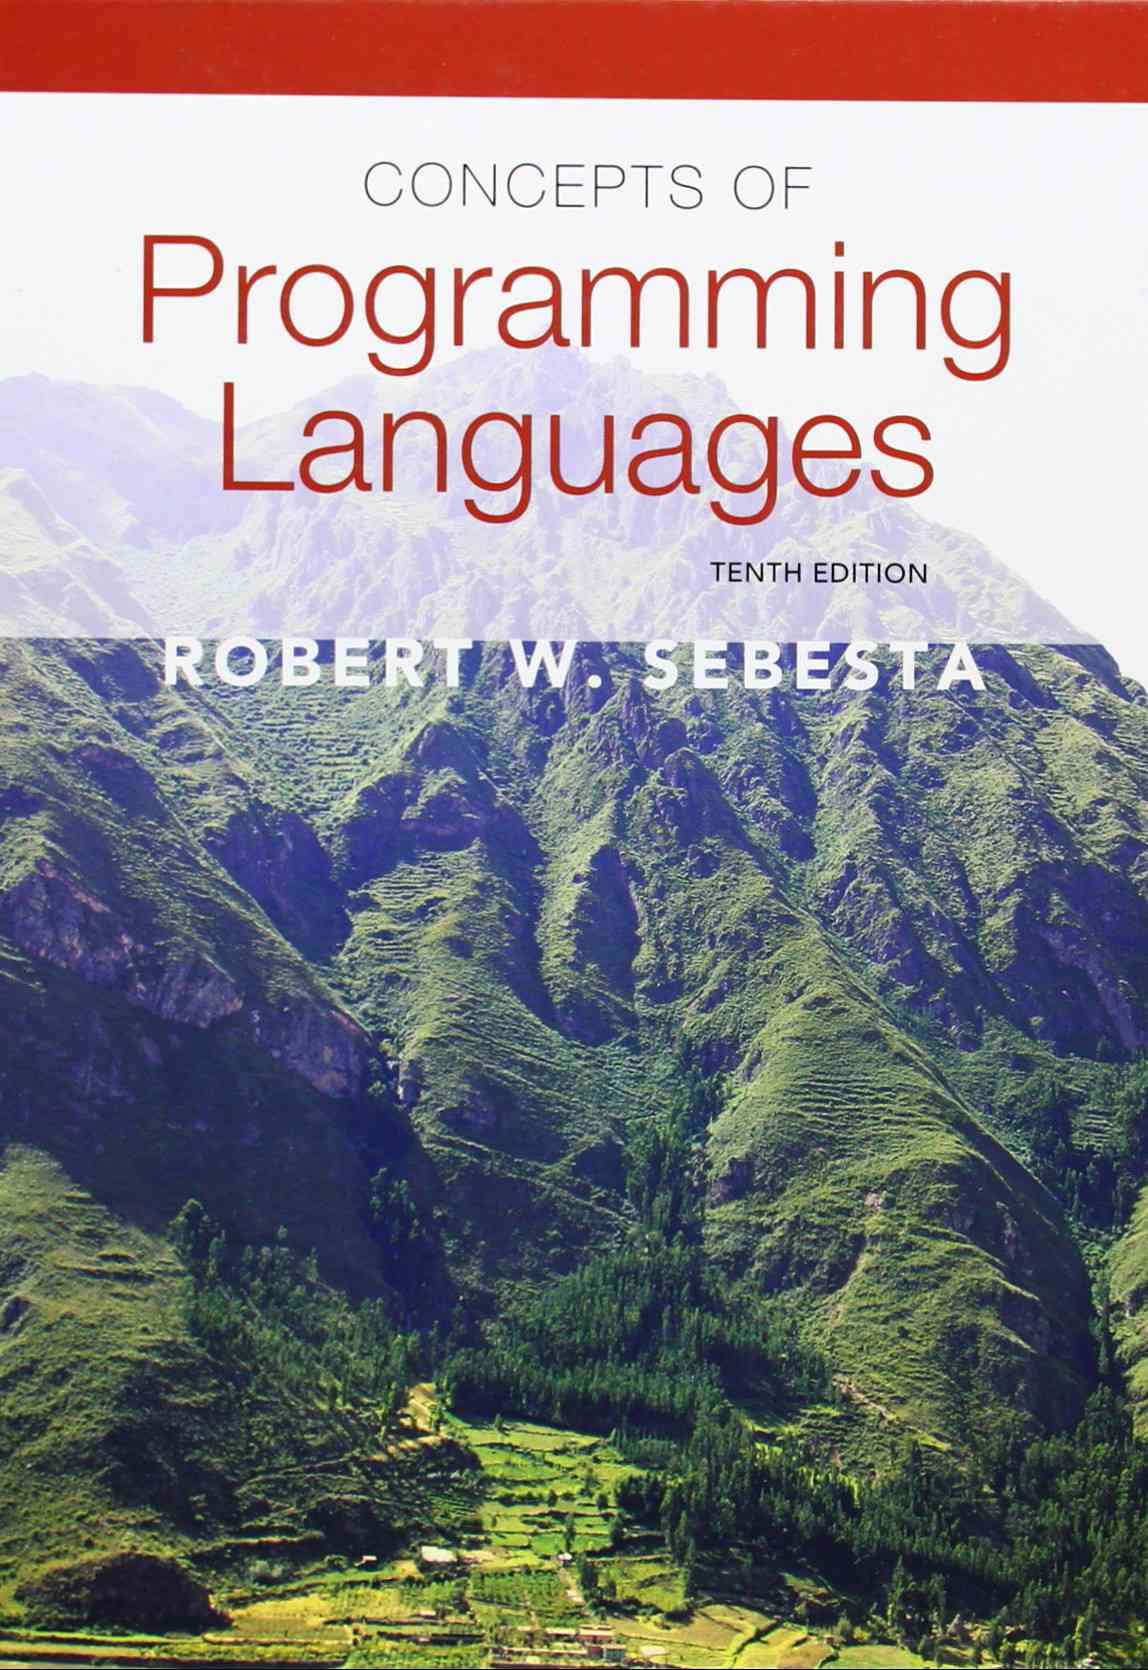 CONCEPTS OF
Programming
Languages
TENTH EDITION
ROBERT W. SEBESTA